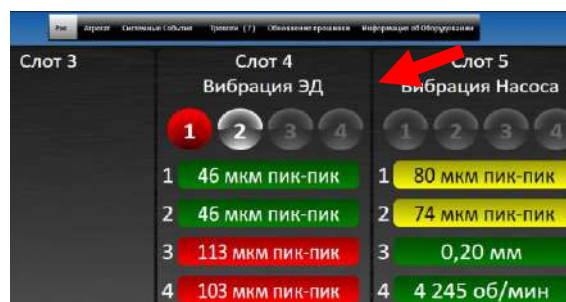 Рэк Агрегат Системные События Тревоги (7) Обновление прошивки Информация об Оборудовании
Слот 3
Слот 4
Вибрация ЭД
1 2 3 4
1 46 мкм пик-пик
2 46 мкм пик-пик
3 113 мкм пик-пик
4 103 мкм пик-пик
Слот 5
Вибрация Насоса
1 2 3 4
1 80 мкм пик-пик
2 74 мкм пик-пик
3 0,20 мм
4 4 245 об/мин